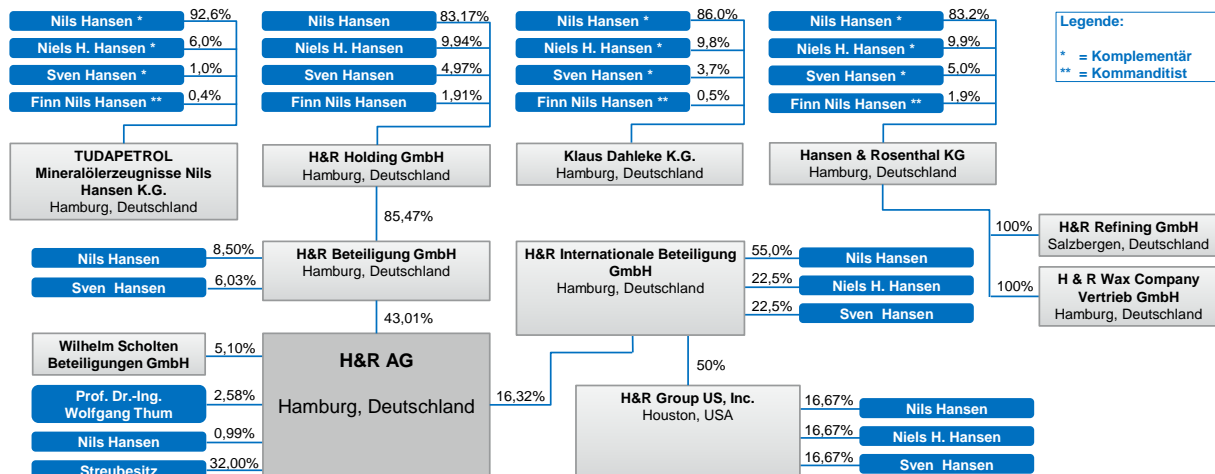 Nils Hansen *
92,6%
Niels H. Hansen *
6,0%
Sven Hansen *
1,0%
Finn Nils Hansen **
0,4%
TUDAPETROL
Mineralölerzeugnisse Nils
Hansen K.G.
Hamburg, Deutschland
Nils Hansen
83,17%
Niels H. Hansen
9,94%
Sven Hansen
4,97%
Finn Nils Hansen
1,91%
H&R Holding GmbH
Hamburg, Deutschland
Nils Hansen *
86.0%
Niels H. Hansen *
9,8%
Sven Hansen *
3,7%
Finn Nils Hansen **
0,5%
Klaus Dahleke K.G.
Hamburg, Deutschland
Nils Hansen *
83,2%
Niels H. Hansen *
9,9%
Sven Hansen *
5,0%
Finn Nils Hansen **
1,9%
Hansen & Rosenthal KG
Hamburg, Deutschland
Legende:
* = Komplementär
** = Kommanditist
85,47%
100%
H&R Refining GmbH
Salzbergen, Deutschland
100%
H & R Wax Company
Vertrieb GmbH
Hamburg, Deutschland
Nils Hansen
8,50%
Sven Hansen
6,03%
H&R Beteiligung GmbH
Hamburg, Deutschland
H&R Internationale Beteiligung
GmbH
Hamburg, Deutschland
55,0%
Nils Hansen
22,5%
Niels H. Hansen
22,5%
Sven Hansen
43,01%
Wilhelm Scholten
Beteiligungen GmbH
5,10%
Prof. Dr.-Ing.
Wolfgang Thum
2,58%
Nils Hansen
0,99%
Streubesitz
32,00%
H&R AG
Hamburg, Deutschland
16,32%
50%
H&R Group US, Inc.
Houston, USA
16,67%
Nils Hansen
16,67%
Niels H. Hansen
16,67%
Sven Hansen